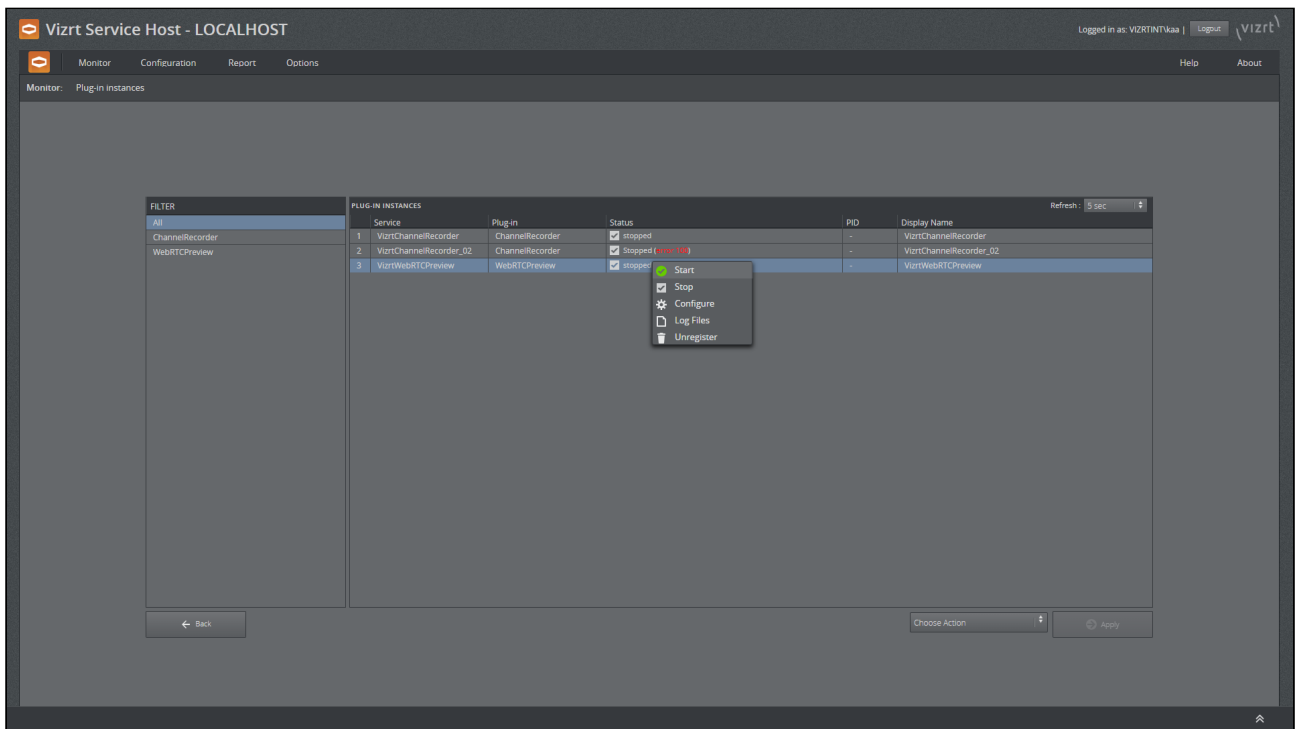 Vizrt Service Host - LOCALHOST
Logged in as: VIZRTINT\kaa | Logout
vizrt
Monitor Configuration Report Options Help About
Monitor: Plug-in instances
FILTER
All
ChannelRecorder
WebRTCPreview
PLUG-IN INSTANCES Refresh : 5 sec
Service Plug-in Status PID Display Name
1 VizrtChannelRecorder ChannelRecorder stopped - VizrtChannelRecorder
2 VizrtChannelRecorder_02 ChannelRecorder Stopped ( ) - VizrtChannelRecorder_02
3 VizrtWebRTCPreview WebRTCPreview stopped - VizrtWebRTCPreview
Start
Stop
Configure
Log Files
Unregister
Back
Choose Action
Apply